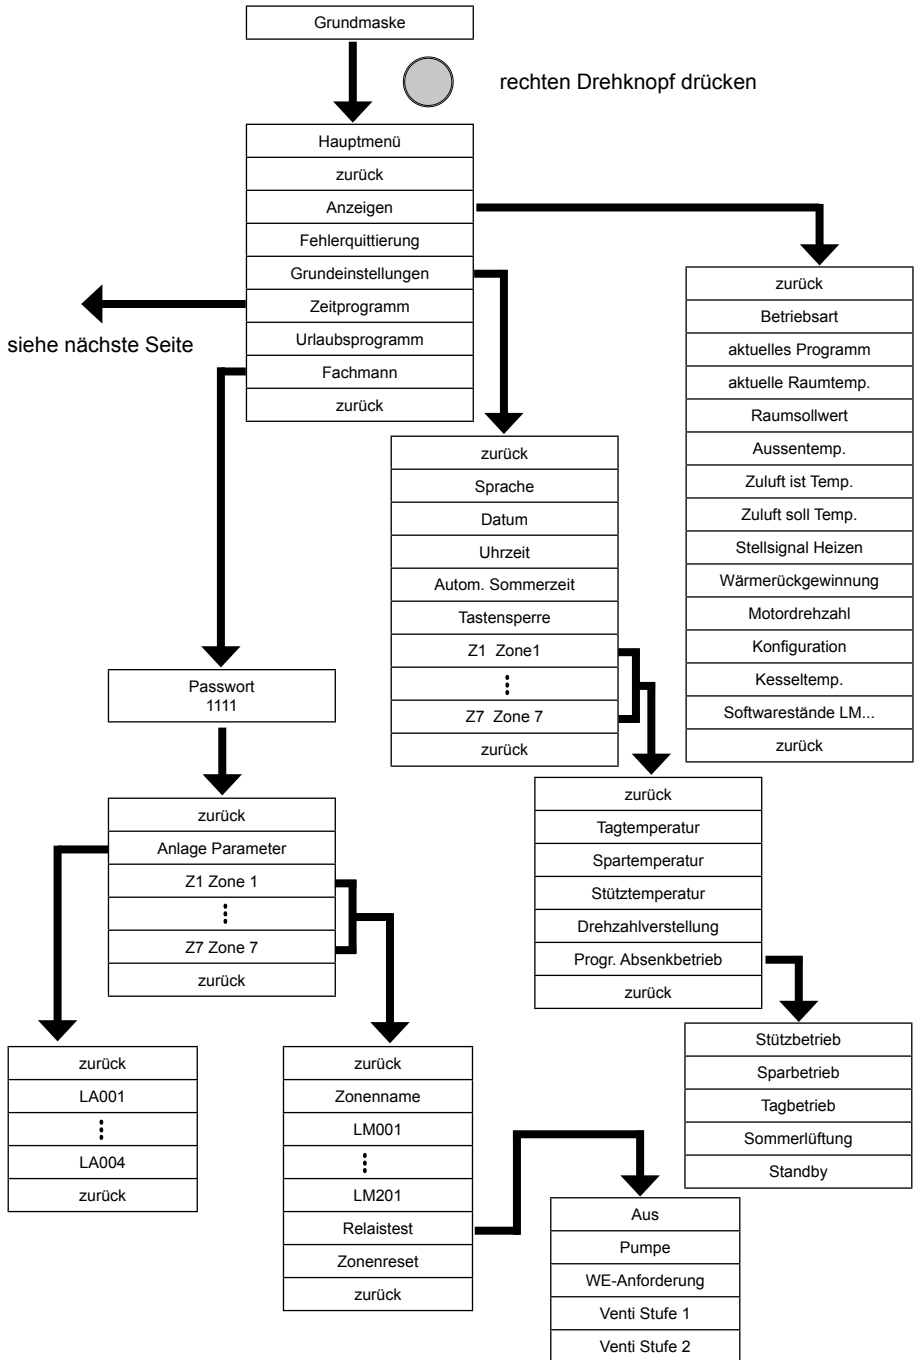 Grundmaske
rechten Drehknopf drücken
Hauptmenü
zurück
Anzeigen
Fehlerquittierung
Grundeinstellungen
Zeitprogramm
Urlaubsprogramm
Fachmann
zurück
siehe nächste Seite
zurück
Betriebsart
aktuelles Programm
aktuelle Raumtemp.
Raumsollwert
Aussentemp.
Zuluft ist Temp.
Zuluft soll Temp.
Stellsignal Heizen
Wärmerückgewinnung
Motordrehzahl
Konfiguration
Kesseltemp.
Softwarestände LM...
zurück
zurück
Sprache
Datum
Uhrzeit
Autom. Sommerzeit
Tastensperre
Z1 Zone1
Z7 Zone 7
zurück
Passwort
1111
zurück
Anlage Parameter
Z1 Zone 1
Z7 Zone 7
zurück
zurück
Tagtemperatur
Spartemperatur
Stütztemperatur
Drehzahlverstellung
Progr. Absenkbetrieb
zurück
Stützbetrieb
Sparbetrieb
Tagbetrieb
Sommerlüftung
Standby
zurück
LA001
LA004
zurück
zurück
Zonenname
LM001
LM201
Relaistest
Zonenreset
zurück
Aus
Pumpe
WE-Anforderung
Venti Stufe 1
Venti Stufe 2